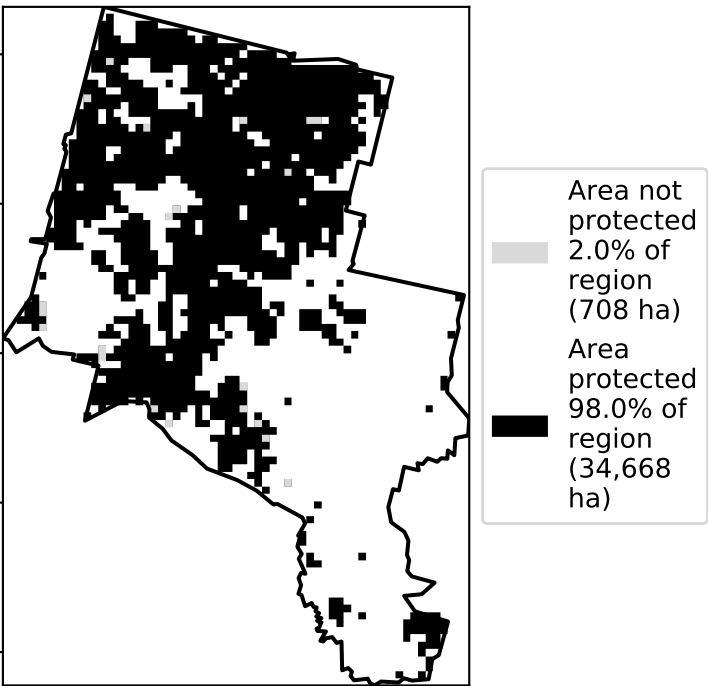 Area not
protected
2.0% of
region
(708 ha)
Area
protected
98.0% of
region
(34,668
ha)